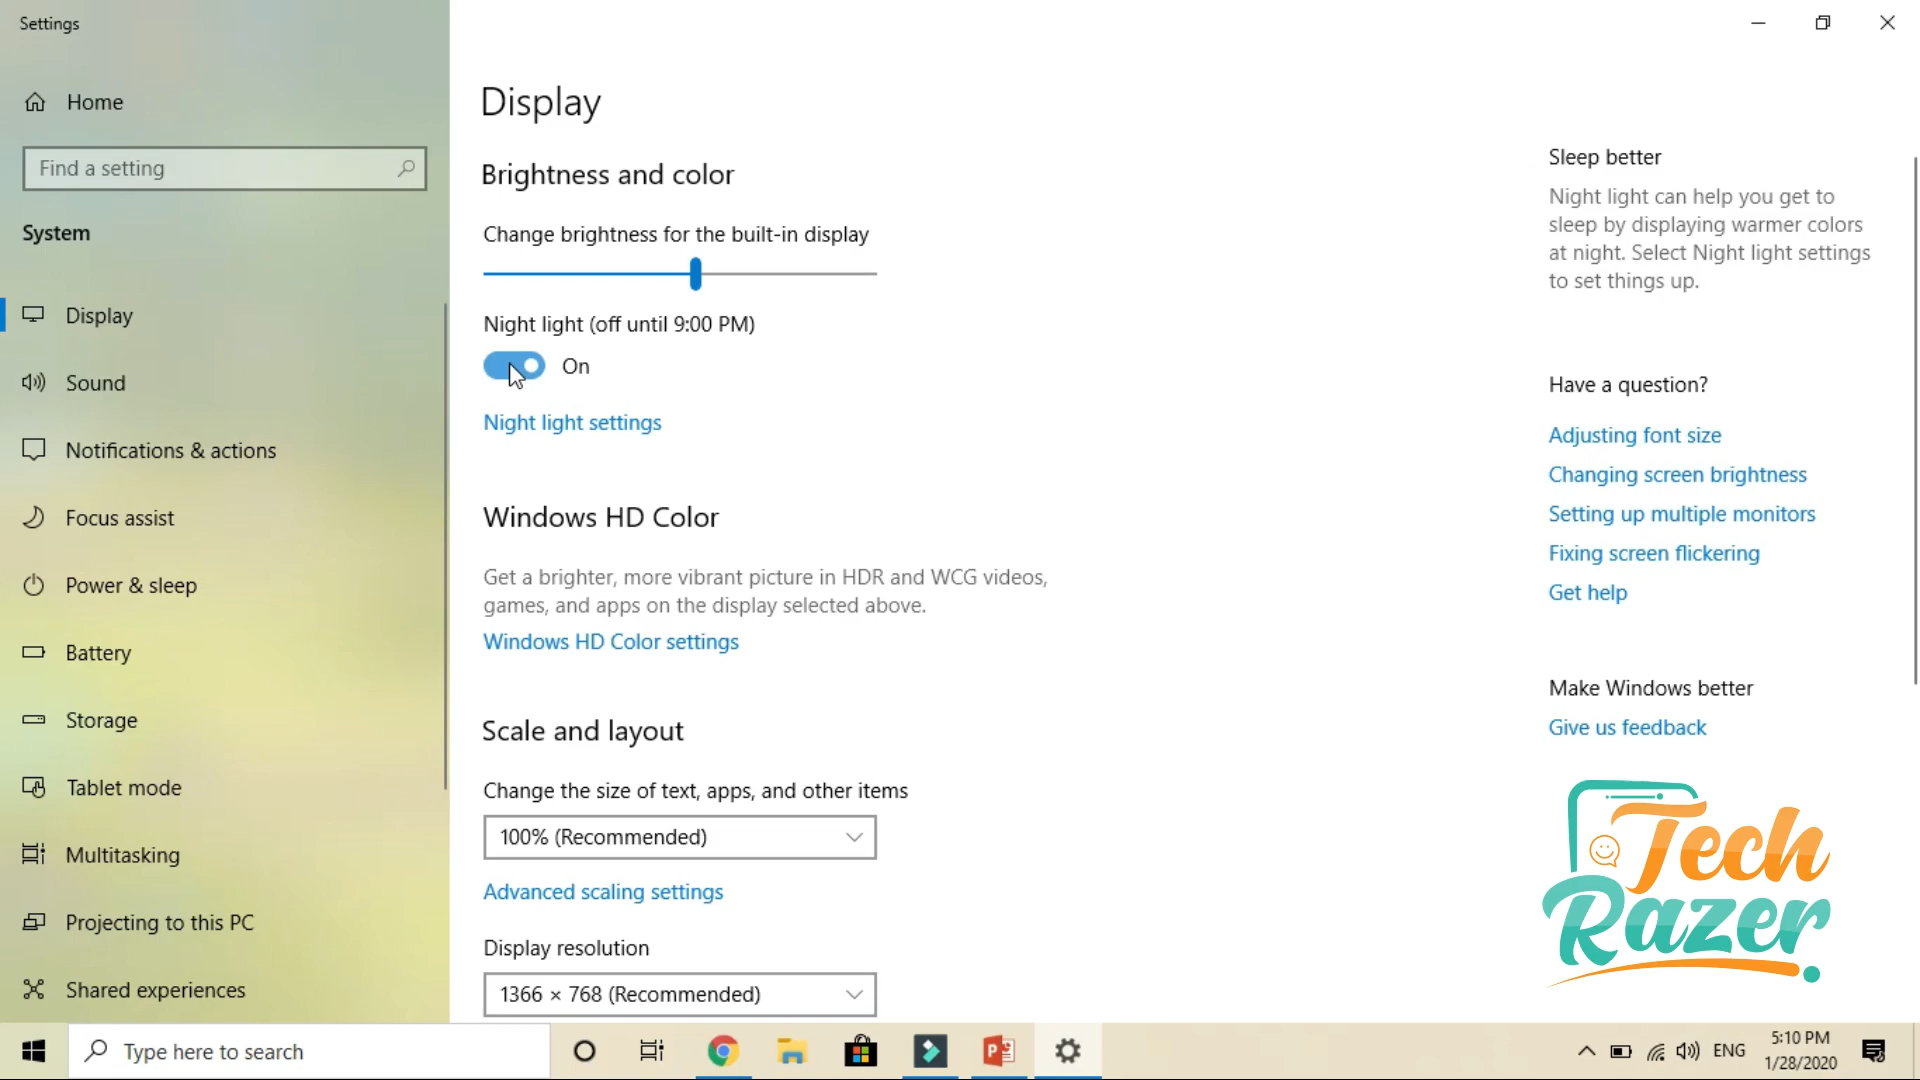 Settings
Home
Find a setting
System
Display
Sound
Notifications & actions
Focus assist
Power & sleep
Battery
Storage
Tablet mode
Multitasking
Projecting to this PC
Shared experiences
Display
Brightness and color
Change brightness for the built-in display
Night light (off until 9:00 PM)
On
Night light settings
Windows HD Color
Get a brighter, more vibrant picture in HDR and WCG videos,
games, and apps on the display selected above.
Windows HD Color settings
Scale and layout
Change the size of text, apps, and other items
100% (Recommended)
Advanced scaling settings
Display resolution
1366 × 768 (Recommended)
Sleep better
Night light can help you get to
sleep by displaying warmer colors
at night. Select Night light settings
to set things up.
Have a question?
Adjusting font size
Changing screen brightness
Setting up multiple monitors
Fixing screen flickering
Get help
Make Windows better
Give us feedback
Tech
Razer
Type here to search
ENG
5:10 PM
1/28/2020